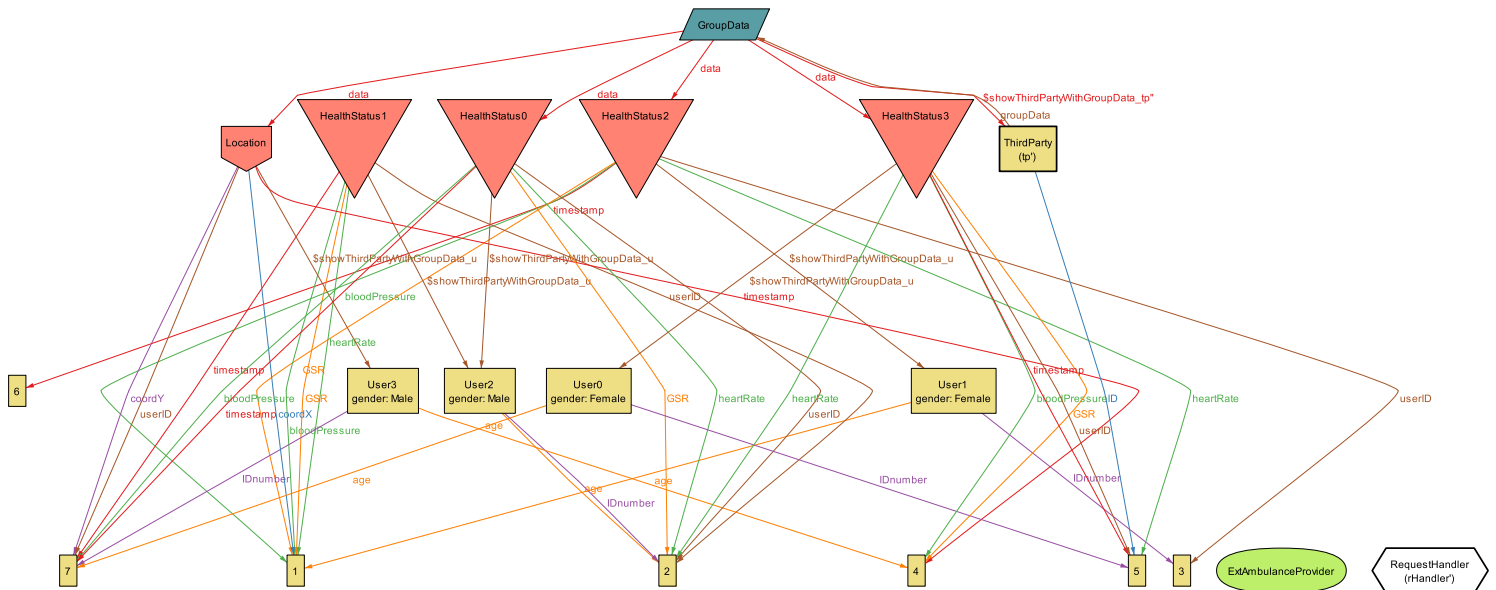 GroupData
data
data
data
data
$showThirdPartyWithGroupData_tp"
groupData
HealthStatus1
HealthStatus0
HealthStatus2
HealthStatus3
Location
ThirdParty
(tp')
timestamp
$showThirdPartyWithGroupData_u
$showThirdPartyWithGroupData_u
$showThirdPartyWithGroupData_u
$showThirdPartyWithGroupData_u
$showThirdPartyWithGroupData_u
bloodPressure
userID
timestamp
heartRate
timestamp
GSR
timestamp
6
User3
gender: Male
User2
gender: Male
User0
gender: Female
User1
gender: Female
coordY
bloodPressure
GSR
GSR
heartRate
heartRate
bloodPressure
ID
heartRate
userID
userID
timestamp
coordX
userID
GSR
bloodPressure
age
userID
IDnumber
age
age
IDnumber
IDnumber
age
IDnumber
7
1
2
4
5
3
ExtAmbulanceProvider
RequestHandler
(rHandler')